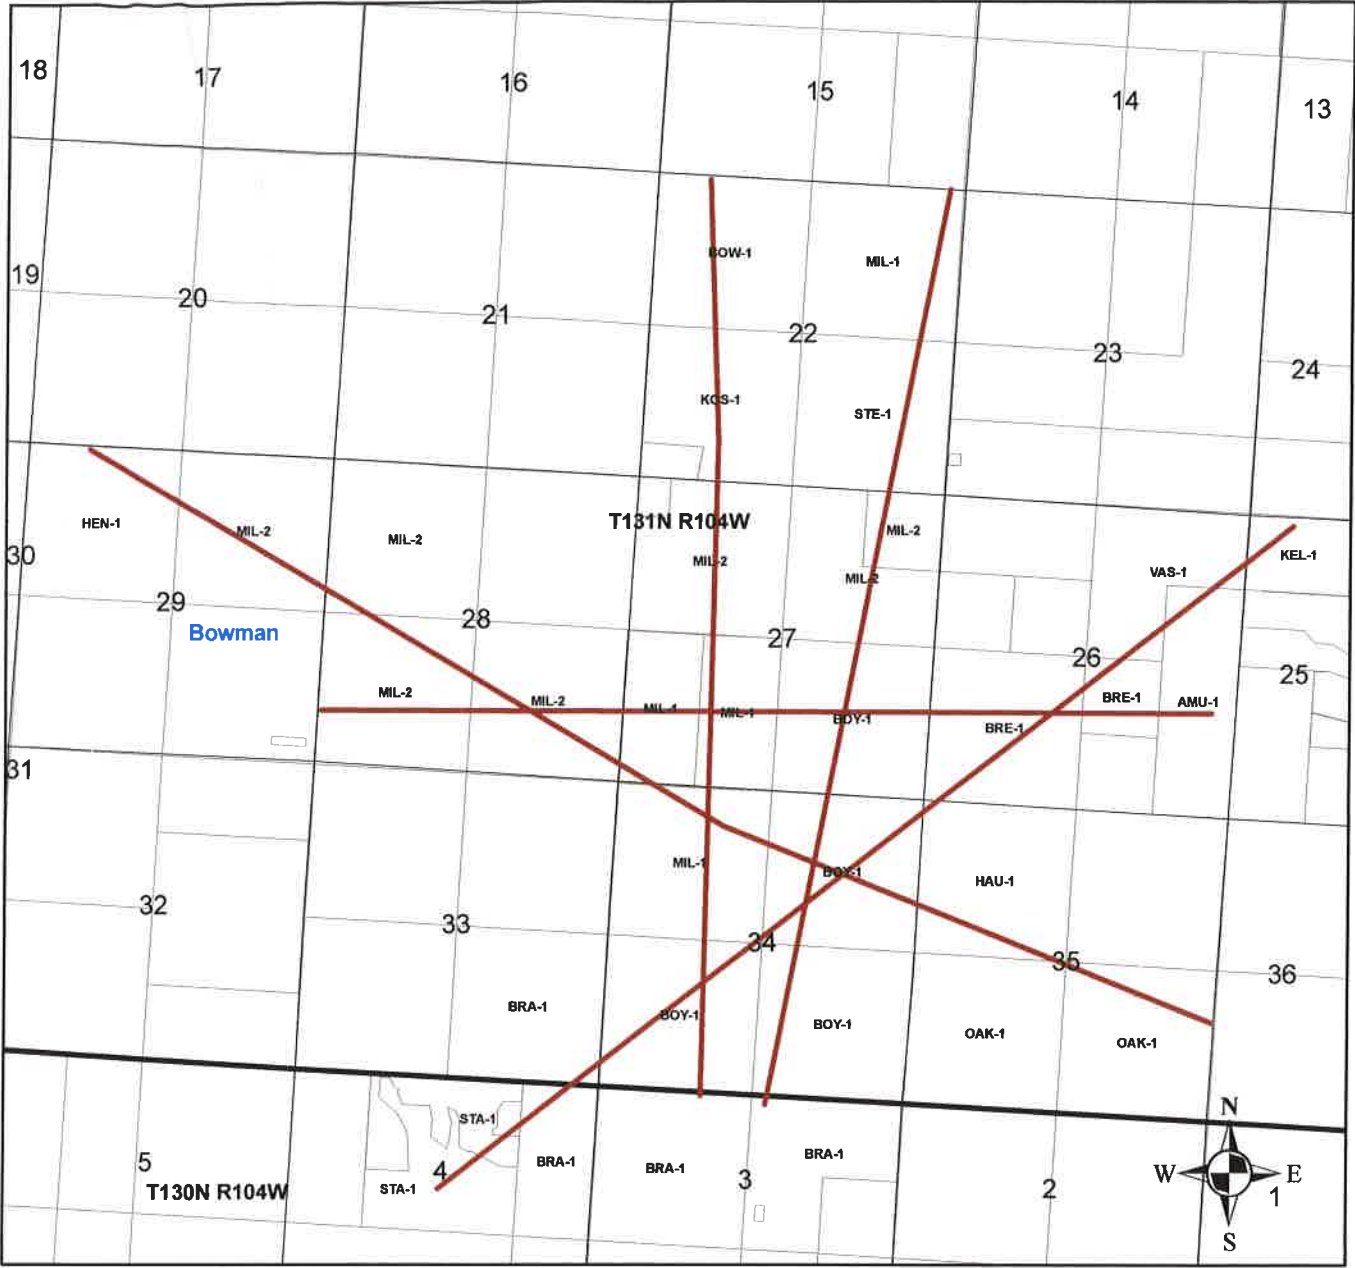 18
17
16
15
14
13
BOW-1
MIL-1
19
20
21
22
23
24
KOS-1
STE-1
HEN-1
MIL-2
MIL-2
T131N R104W
MIL-2
30
MIL-2
MIL-2
VAS-1
KEL-1
29
Bowman
28
27
26
25
MIL-2
MIL-2
MIL-1
MIL-1
BOY-1
BRE-1
BRE-1
AMU-1
31
MIL-1
BOY-1
HAU-1
32
33
34
35
36
BRA-1
BOY-1
BOY-1
OAK-1
OAK-1
N
STA-1
5
4
BRA-1
BRA-1
3
BRA-1
W
E
T130N R104W
STA-1
2
1
S